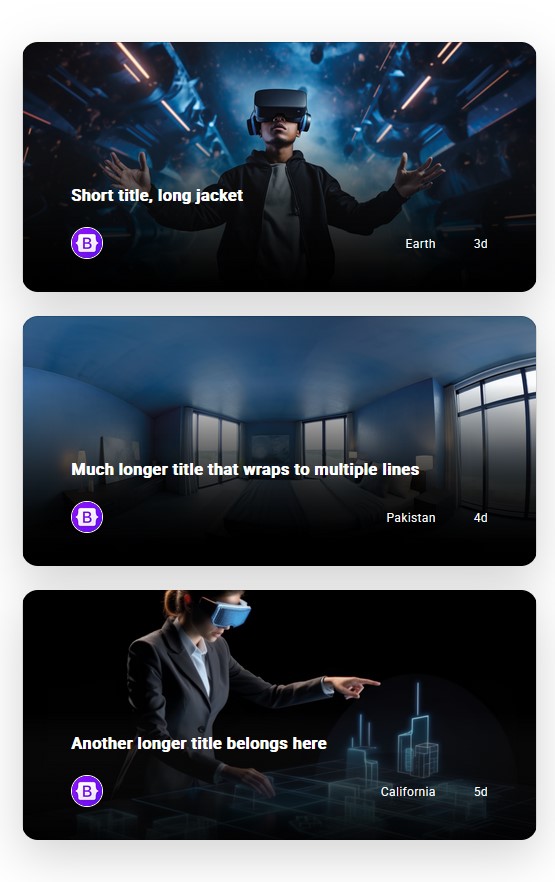 Short title, long jacket
B
Earth 3d
Much longer title that wraps to multiple lines
B
Pakistan 4d
Another longer title belongs here
B
California 5d